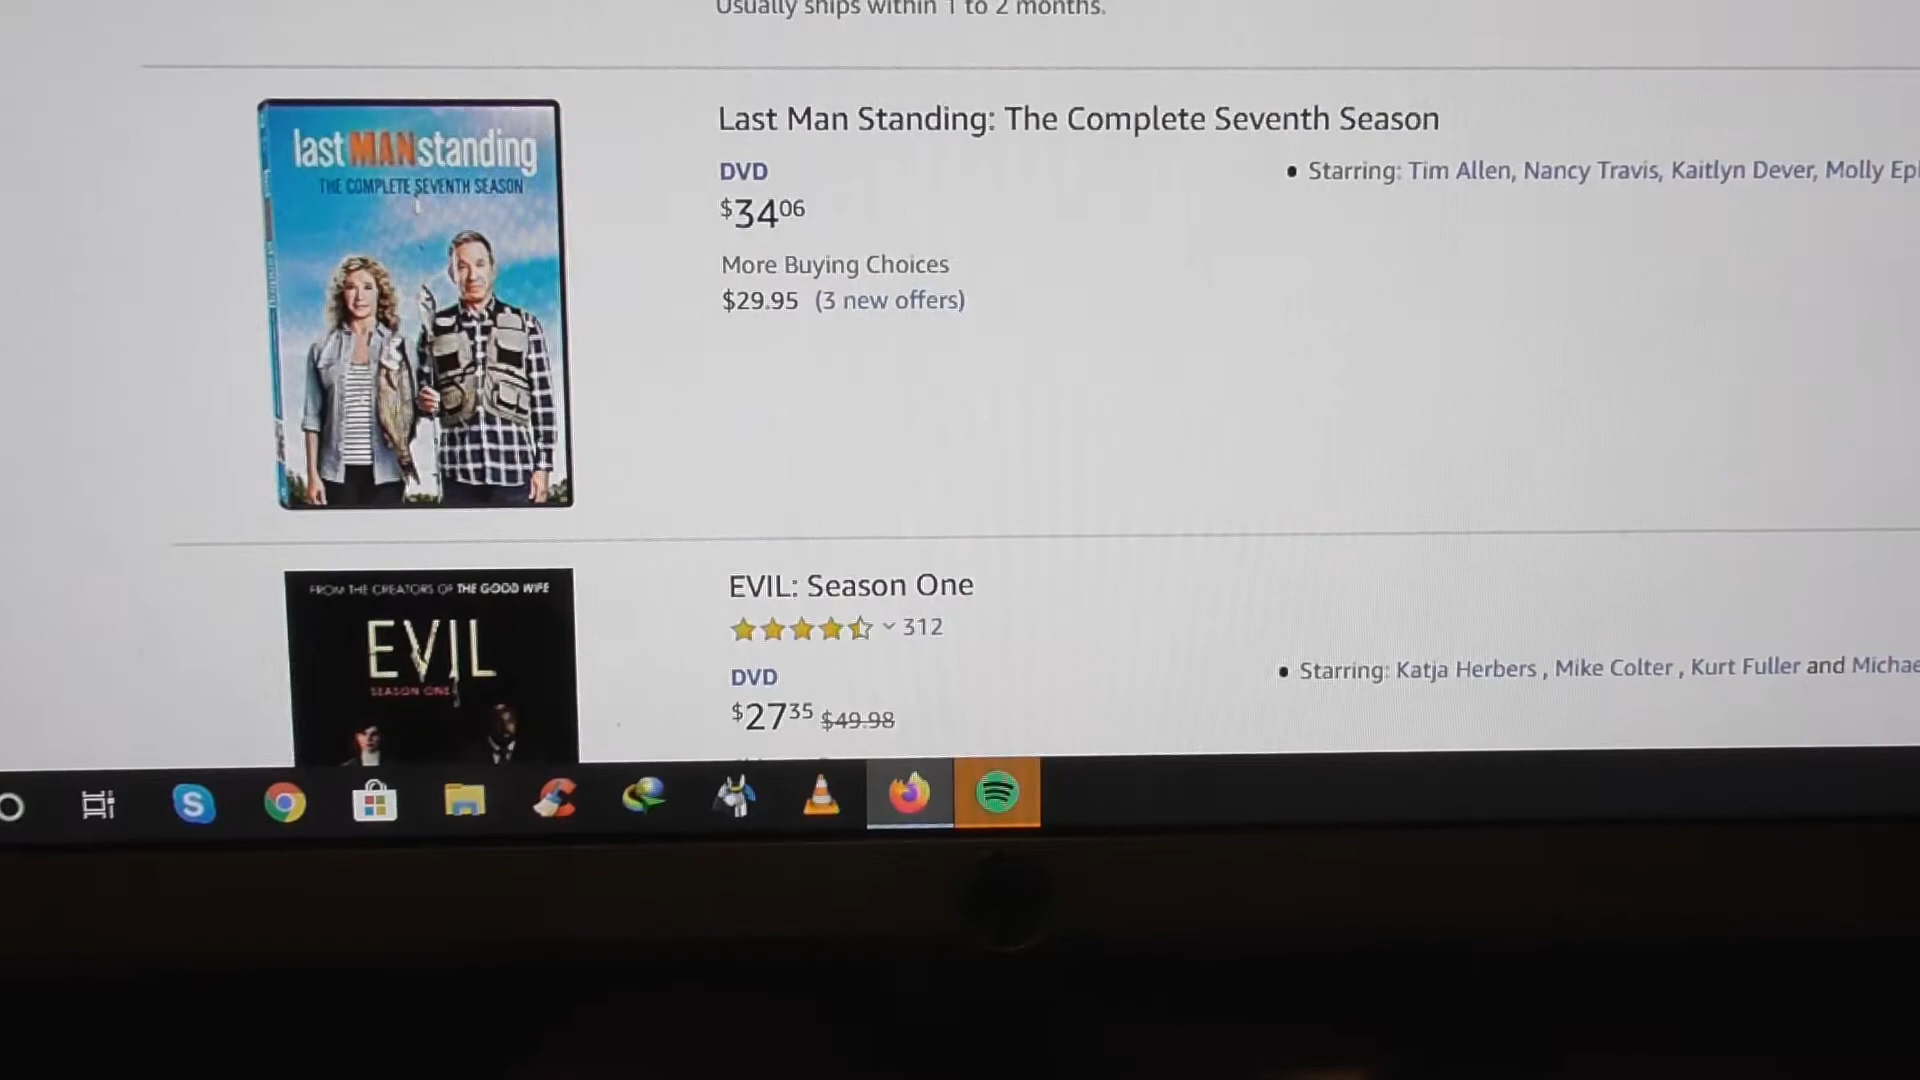 Usually ships within 1 to 2 months.
last MAN standing
THE COMPLETE SEVENTH SEASON
Last Man Standing: The Complete Seventh Season
DVD
$34.06
More Buying Choices
$29.95 (3 new offers)
• Starring: Tim Allen, Nancy Travis, Kaitlyn Dever, Molly Ep
FROM THE CREATORS OF THE GOOD WIFE
EVIL
SEASON ONE
EVIL: Season One
312
DVD
$27.35 $49.98
• Starring: Katja Herbers , Mike Colter , Kurt Fuller and Michae
S